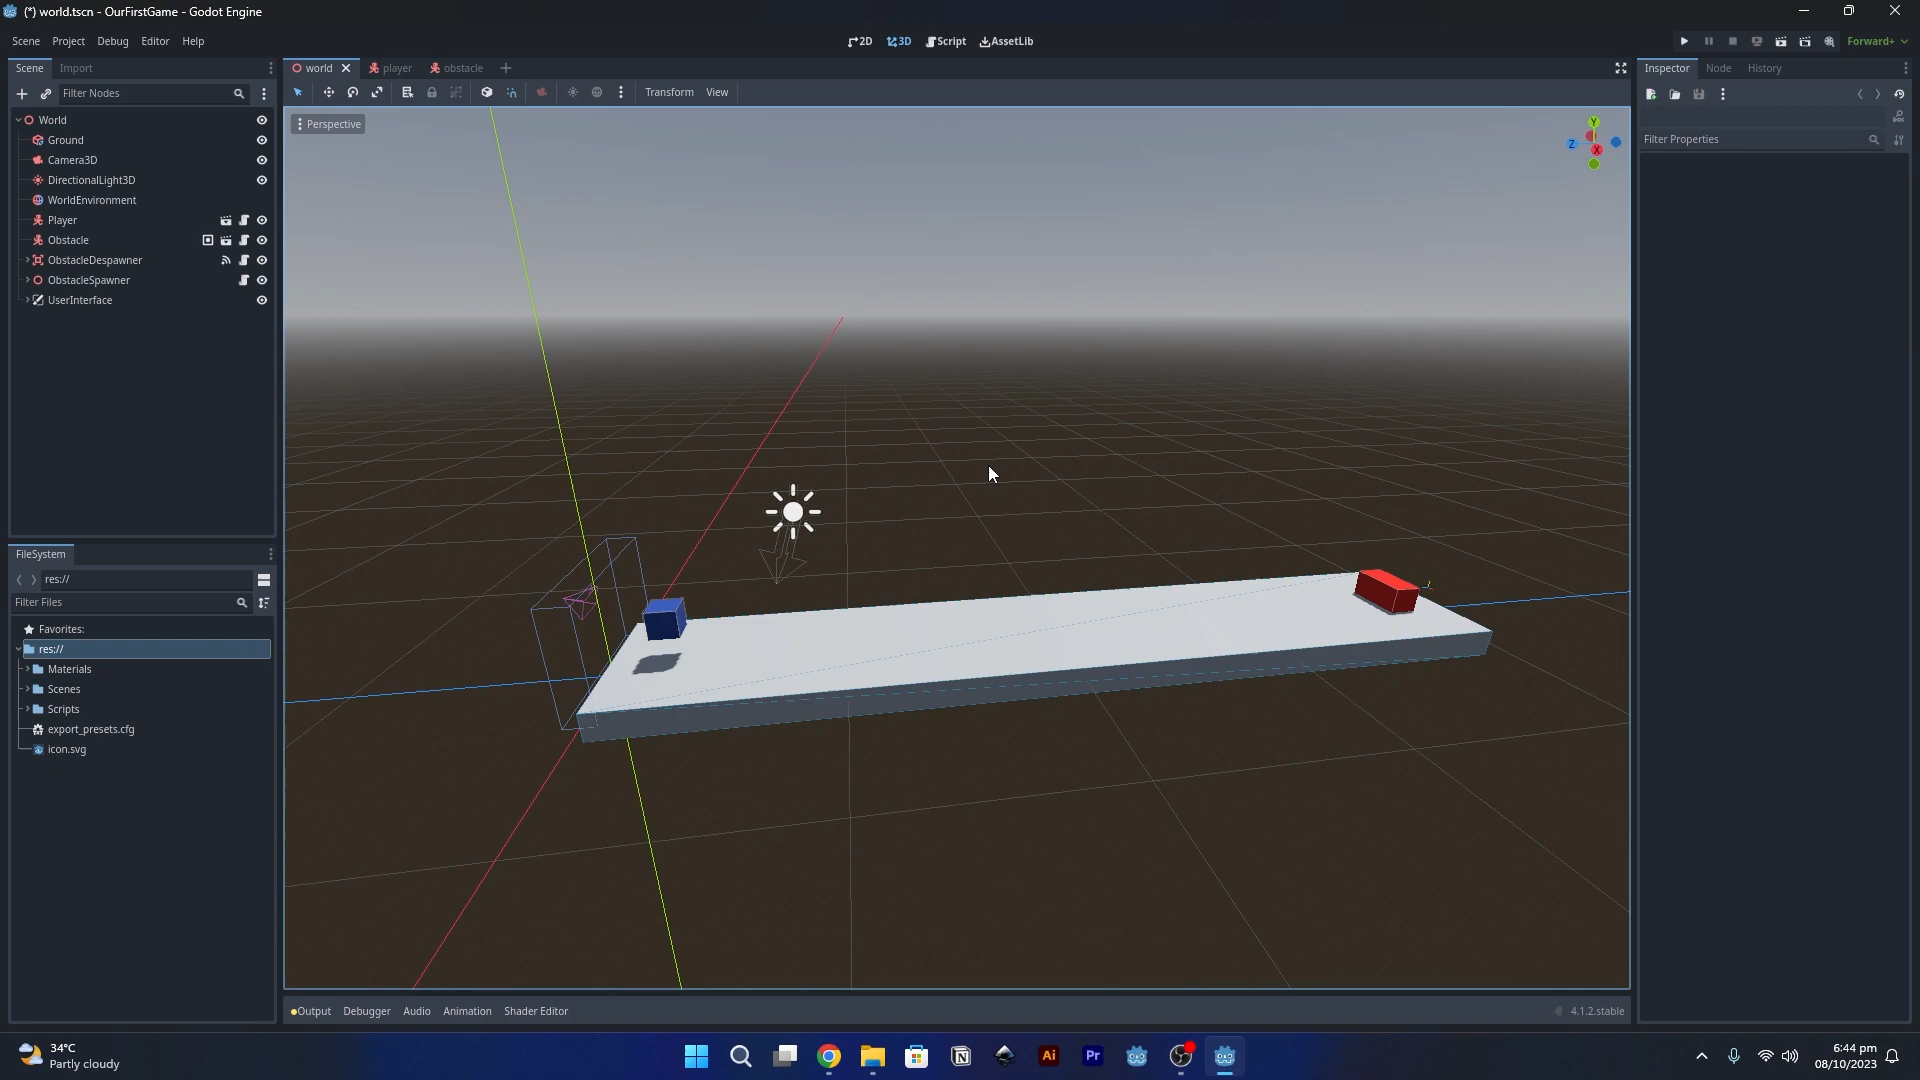 (*) world.tscn - OurFirstGame - Godot Engine
Scene Project Debug Editor Help
2D 3D Script AssetLib
Forward+
Scene Import
world player obstacle
Inspector Node History
Filter Nodes
Transform View
World
Ground
Camera3D
DirectionalLight3D
WorldEnvironment
Player
Obstacle
ObstacleDespawner
ObstacleSpawner
UserInterface
Perspective
Y
Z
X
Filter Properties
FileSystem
res://
Filter Files
Favorites:
res://
Materials
Scenes
Scripts
export_presets.cfg
icon.svg
Output Debugger Audio Animation Shader Editor
4.1.2.stable
34°C
Partly cloudy
Ai
Pr
6:44 pm
08/10/2023